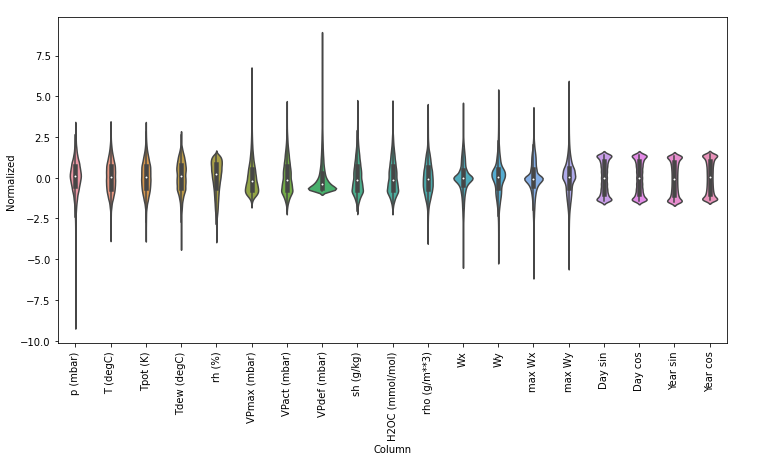 Normalized
7.5
5.0
2.5
0.0
−2.5
−5.0
−7.5
−10.0
p (mbar)
T (degC)
Tpot (K)
Tdew (degC)
rh (%)
VPmax (mbar)
VPact (mbar)
VPdef (mbar)
sh (g/kg)
H2OC (mmol/mol)
rho (g/m**3)
Wx
Wy
max Wx
max Wy
Day sin
Day cos
Year sin
Year cos
Column